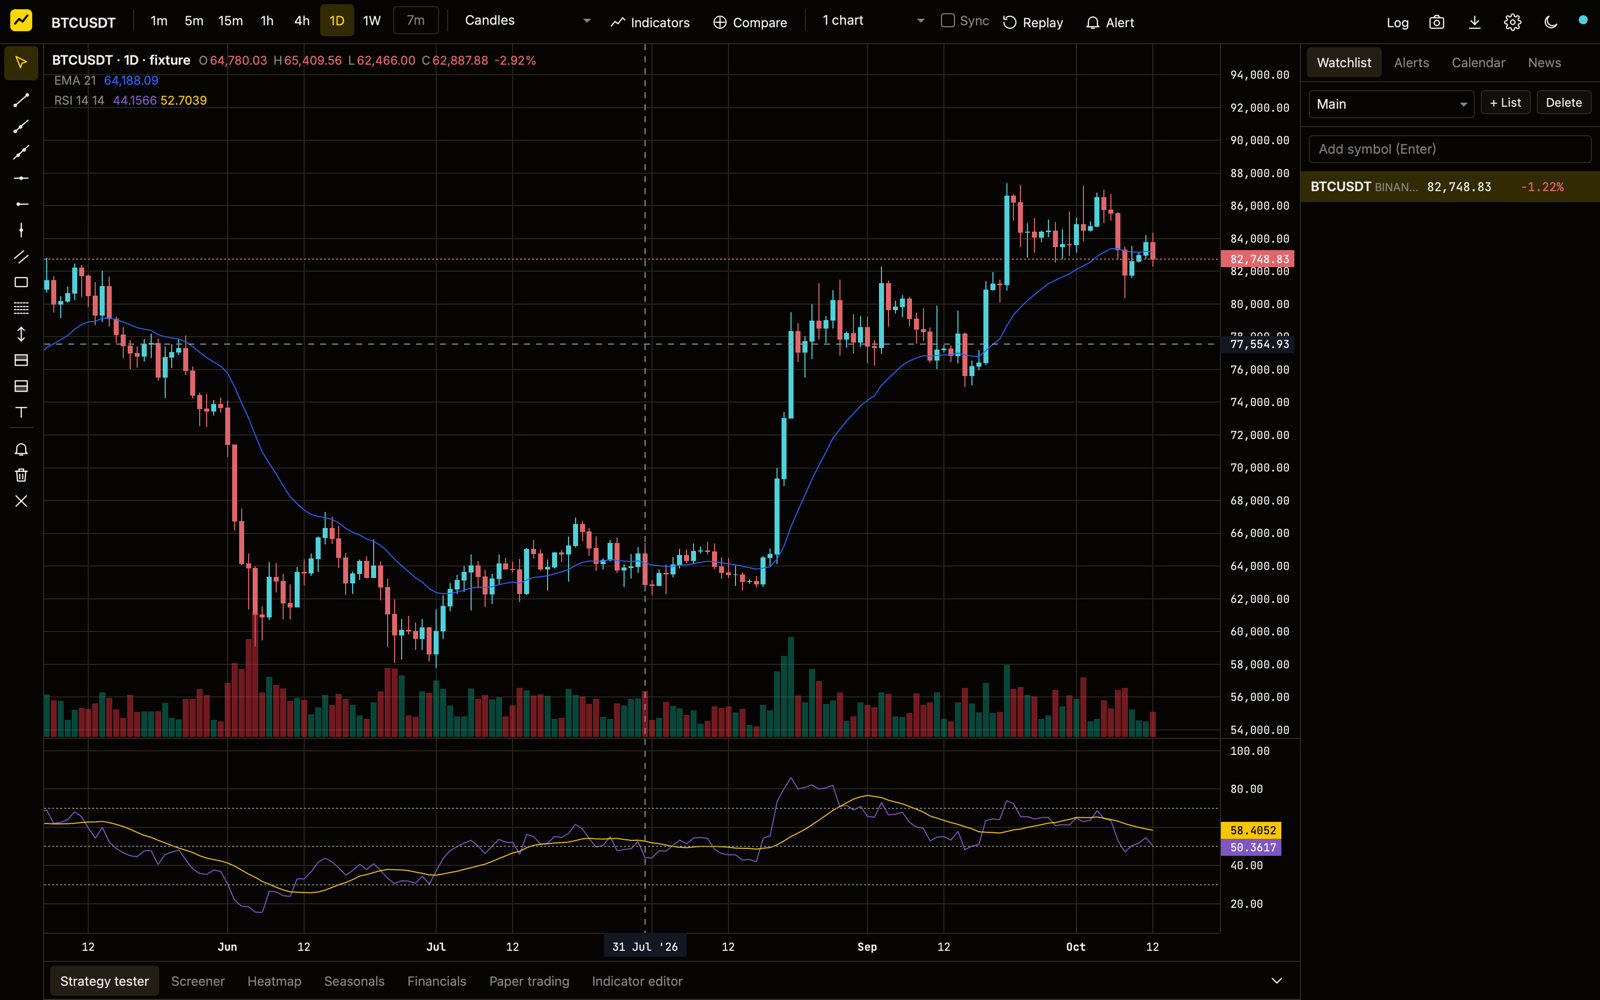 BTCUSDT 1m 5m 15m 1h 4h 1D 1W 7m Candles Indicators Compare 1 chart Sync Replay Alert Log
BTCUSDT · 1D · fixture O64,780.03 H65,409.56 L62,466.00 C62,887.88 -2.92%
EMA 21 64,188.09
RSI 14 14 44.1566 52.7039
94,000.00
92,000.00
90,000.00
88,000.00
86,000.00
84,000.00
82,748.83
82,000.00
80,000.00
78,000.00
77,554.93
76,000.00
74,000.00
72,000.00
70,000.00
68,000.00
66,000.00
64,000.00
62,000.00
60,000.00
58,000.00
56,000.00
54,000.00
100.00
80.00
58.4052
50.3617
40.00
20.00
12 Jun 12 Jul 12 31 Jul '26 12 Sep 12 Oct 12
Strategy tester Screener Heatmap Seasonals Financials Paper trading Indicator editor
Watchlist Alerts Calendar News
Main + List Delete
Add symbol (Enter)
BTCUSDT BINAN... 82,748.83 -1.22%
T